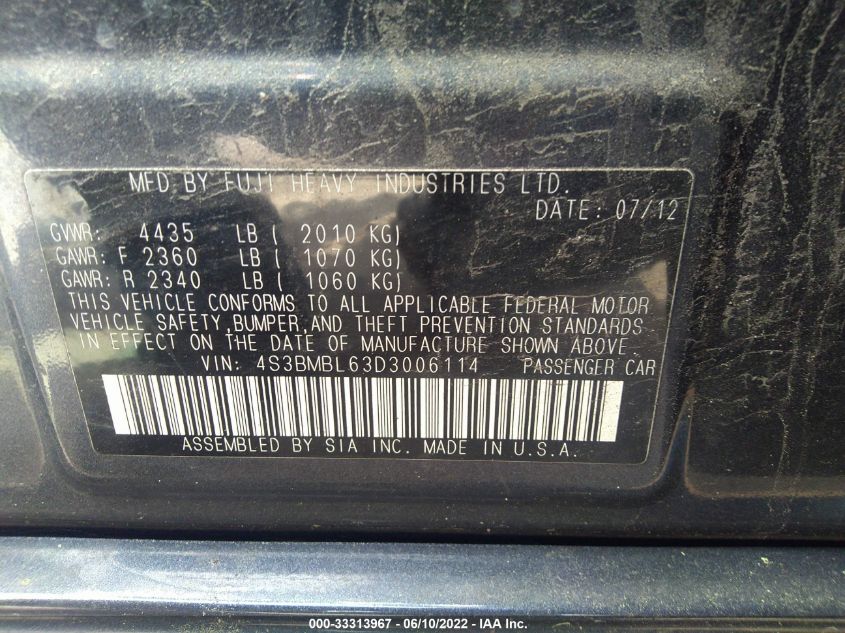 MFD BY FUJI HEAVY INDUSTRIES LTD.
DATE: 07/12
GVWR: 4435 LB ( 2010 KG)
GAWR: F 2360 LB ( 1070 KG)
GAWR: R 2340 LB ( 1060 KG)
THIS VEHICLE CONFORMS TO ALL APPLICABLE FEDERAL MOTOR
VEHICLE SAFETY, BUMPER, AND THEFT PREVENTION STANDARDS
IN EFFECT ON THE DATE OF MANUFACTURE SHOWN ABOVE.
VIN: 4S3BMBL63D3006114 PASSENGER CAR
ASSEMBLED BY SIA INC. MADE IN U.S.A.
000-33313967 - 06/10/2022 - IAA Inc.